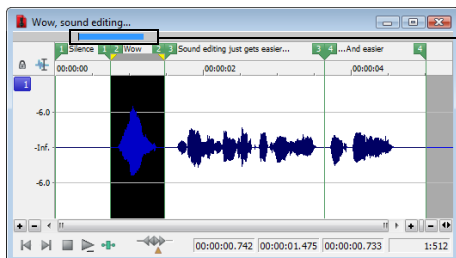 Wow, sound editing...
1 Silence 1 2 Wow 2 3 Sound editing just gets easier... 3 4 ...And easier 4
00:00:00 00:00:02 00:00:04
1
-6.0
-Inf.
-6.0
00:00:00.742 00:00:01.475 00:00:00.733 1:512